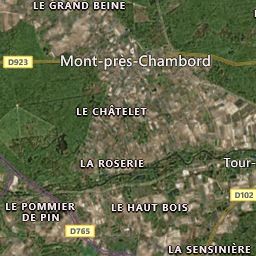 LE GRAND BEINE
D923
Mont-près-Chambord
LE CHÂTELET
LA ROSERIE
Tour-
D102
LE POMMIER
DE PIN
LE HAUT BOIS
D765
LA SENSINIÈRE